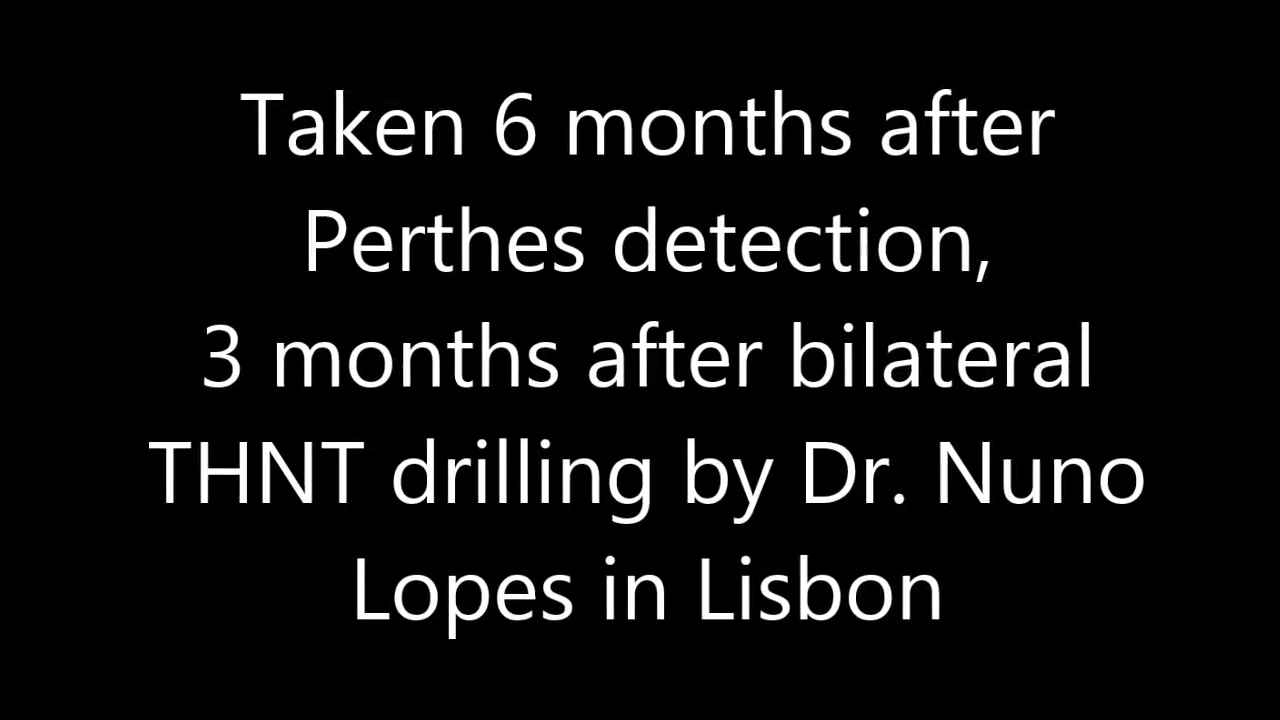 Taken 6 months after
Perthes detection,
3 months after bilateral
THNT drilling by Dr. Nuno
Lopes in Lisbon